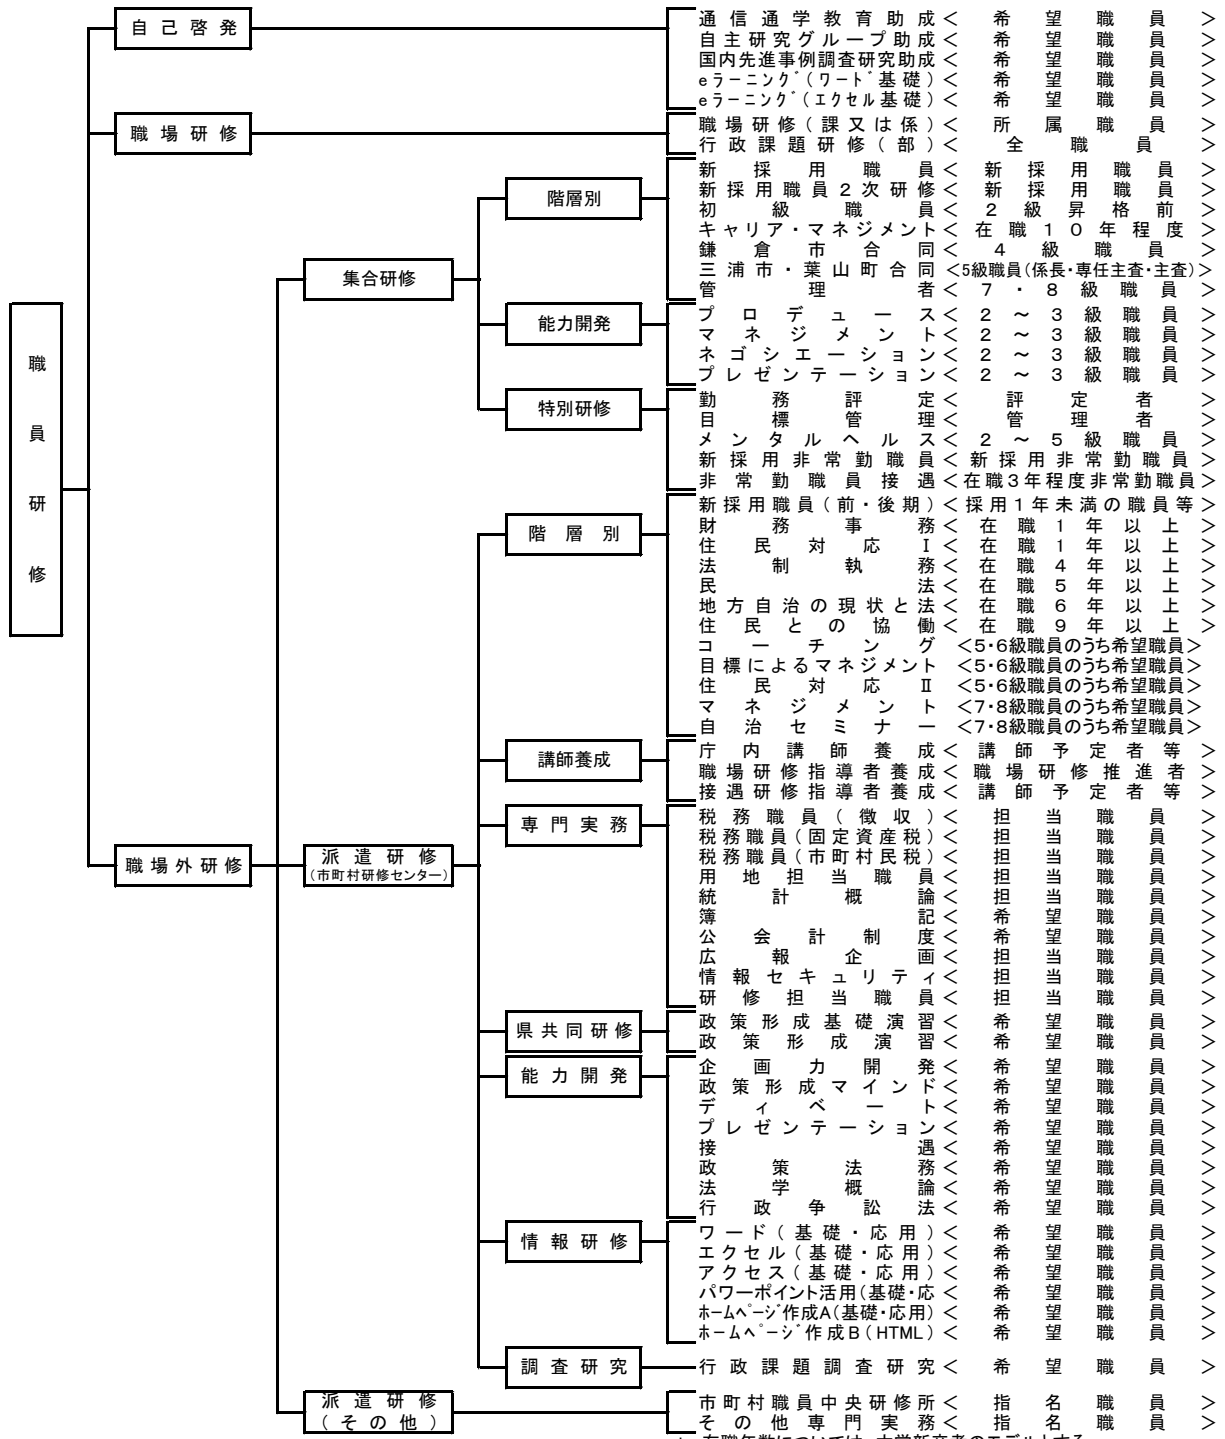 職員研修
自己啓発
通信通学教育助成＜希望職員＞
自主研究グループ助成＜希望職員＞
国内先進事例調査研究助成＜希望職員＞
eラーニング（ワード基礎）＜希望職員＞
eラーニング（エクセル基礎）＜希望職員＞
職場研修
職場研修（課又は係）＜所属職員＞
行政課題研修（部）＜全職員＞
職場外研修
集合研修
階層別
新採用職員＜新採用職員＞
新採用職員２次研修＜新採用職員＞
初級職員＜２級昇格前＞
キャリア・マネジメント＜在職１０年程度＞
鎌倉市合同＜４級職員＞
三浦市・葉山町合同＜5級職員（係長・専任主査・主査）＞
管理者＜７・８級職員＞
能力開発
プロデュース＜２～３級職員＞
マネジメント＜２～３級職員＞
ネゴシエーション＜２～３級職員＞
プレゼンテーション＜２～３級職員＞
特別研修
勤務評定＜評定者＞
目標管理＜管理者＞
メンタルヘルス＜２～５級職員＞
新採用非常勤職員＜新採用非常勤職員＞
非常勤職員接遇＜在職３年程度非常勤職員＞
派遣研修
（市町村研修センター）
階層別
新採用職員（前・後期）＜採用１年未満の職員等＞
財務事務＜在職１年以上＞
住民対応Ⅰ＜在職１年以上＞
法制執務＜在職４年以上＞
民法＜在職５年以上＞
地方自治の現状と法＜在職６年以上＞
住民との協働＜在職９年以上＞
コーチング＜5・6級職員のうち希望職員＞
目標によるマネジメント＜5・6級職員のうち希望職員＞
住民対応Ⅱ＜5・6級職員のうち希望職員＞
マネジメント＜7・8級職員のうち希望職員＞
自治セミナー＜7・8級職員のうち希望職員＞
講師養成
庁内講師養成＜講師予定者等＞
職場研修指導者養成＜職場研修推進者＞
接遇研修指導者養成＜講師予定者等＞
専門実務
税務職員（徴収）＜担当職員＞
税務職員（固定資産税）＜担当職員＞
税務職員（市町村民税）＜担当職員＞
用地担当職員＜担当職員＞
統計概論＜担当職員＞
簿記＜希望職員＞
公会計制度＜希望職員＞
広報企画＜担当職員＞
情報セキュリティ＜担当職員＞
研修担当職員＜担当職員＞
県共同研修
政策形成基礎演習＜希望職員＞
政策形成演習＜希望職員＞
能力開発
企画力開発＜希望職員＞
政策形成マインド＜希望職員＞
ディベート＜希望職員＞
プレゼンテーション＜希望職員＞
接遇＜希望職員＞
政策法務＜希望職員＞
法学概論＜希望職員＞
行政争訟法＜希望職員＞
情報研修
ワード（基礎・応用）＜希望職員＞
エクセル（基礎・応用）＜希望職員＞
アクセス（基礎・応用）＜希望職員＞
パワーポイント活用（基礎・応＜希望職員＞
ホームページ作成A（基礎・応用）＜希望職員＞
ホームページ作成B（HTML）＜希望職員＞
調査研究
行政課題調査研究＜希望職員＞
派遣研修
（その他）
市町村職員中央研修所＜指名職員＞
その他専門実務＜指名職員＞